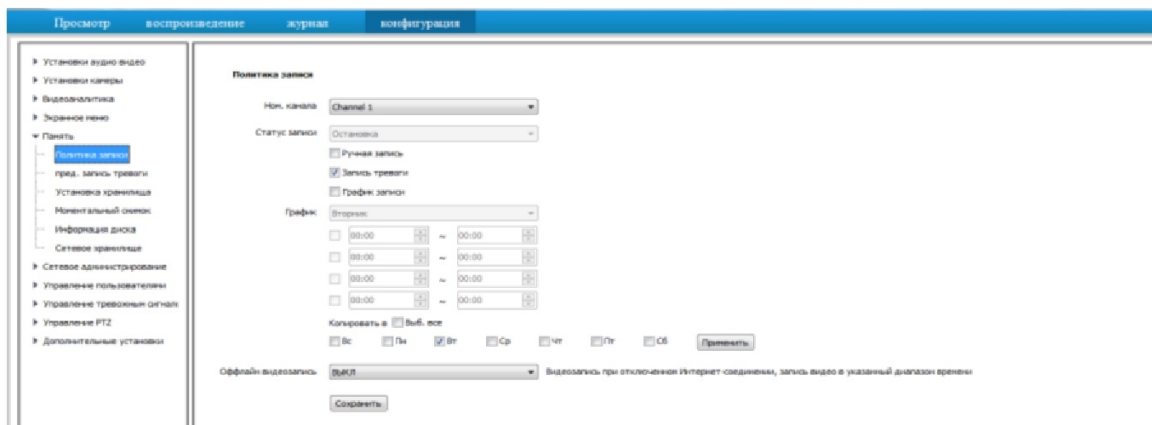 Просмотр воспроизведение журнал конфигурация
Установки аудио видео
Установки камеры
Видеоаналитика
Экранное меню
Память
Политика записи
пред. запись тревоги
Установка хранилища
Моментальный снимок
Информация диска
Сетевое хранилище
Сетевое администрирование
Управление пользователями
Управление тревожным сигнало
Управление PTZ
Дополнительные установки
Политика записи
Ном. канала Channel 1
Статус записи Остановка
Ручная запись
Запись тревоги
График записи
График Вторник
00:00 ~ 00:00
00:00 ~ 00:00
00:00 ~ 00:00
00:00 ~ 00:00
Копировать в Выб. все
Вс Пн Вт Ср Чт Пт Сб Применить
Оффлайн видеозапись ВЫКЛ Видеозапись при отключенном Интернет-соединении, запись видео в указанный диапазон времени
Сохранить